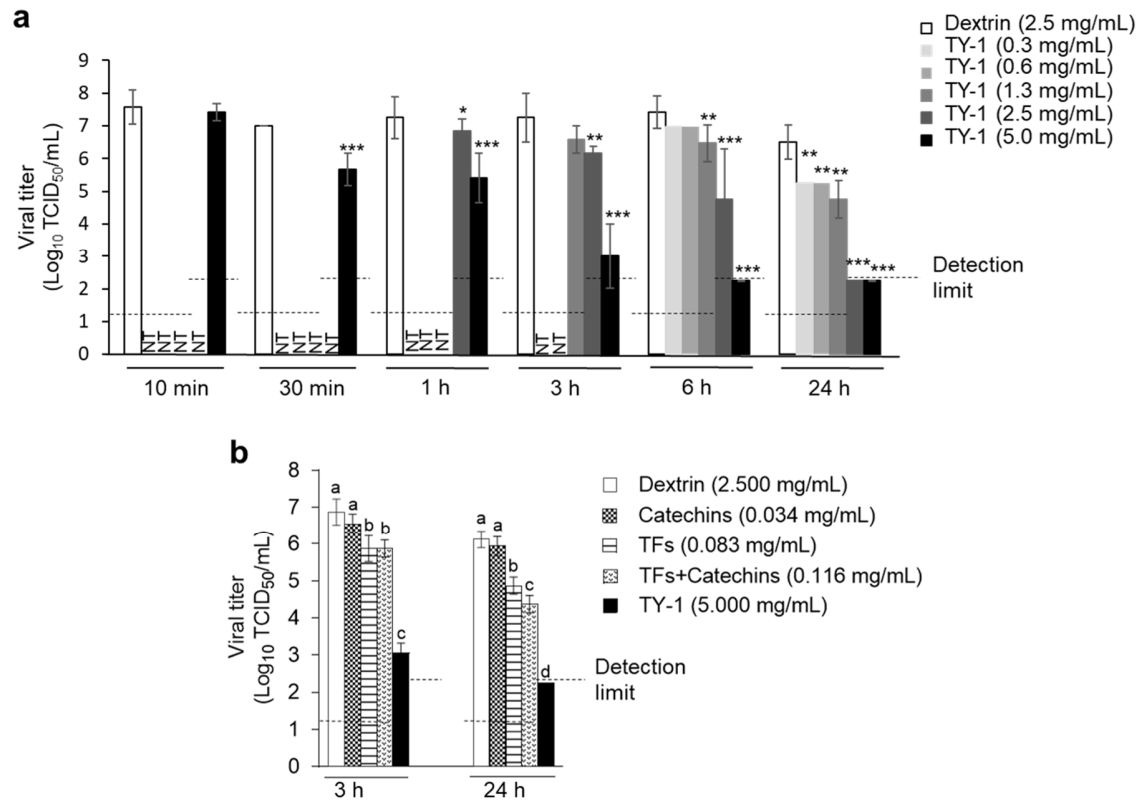 a
Dextrin (2.5 mg/mL)
TY-1 (0.3 mg/mL)
TY-1 (0.6 mg/mL)
TY-1 (1.3 mg/mL)
TY-1 (2.5 mg/mL)
TY-1 (5.0 mg/mL)
Viral titer
(Log10 TCID50/mL)
9
8
7
6
5
4
3
2
1
0
NT NT NT NT
NT NT NT NT
***
NT NT NT
*
***
NT NT
**
***
**
***
***
**
** **
*** ***
Detection
limit
10 min
30 min
1 h
3 h
6 h
24 h
b
Viral titer
(Log10 TCID50/mL)
8
7
6
5
4
3
2
1
0
a
a
b
b
c
a
a
b
c
d
Dextrin (2.500 mg/mL)
Catechins (0.034 mg/mL)
TFs (0.083 mg/mL)
TFs+Catechins (0.116 mg/mL)
TY-1 (5.000 mg/mL)
Detection
limit
3 h
24 h